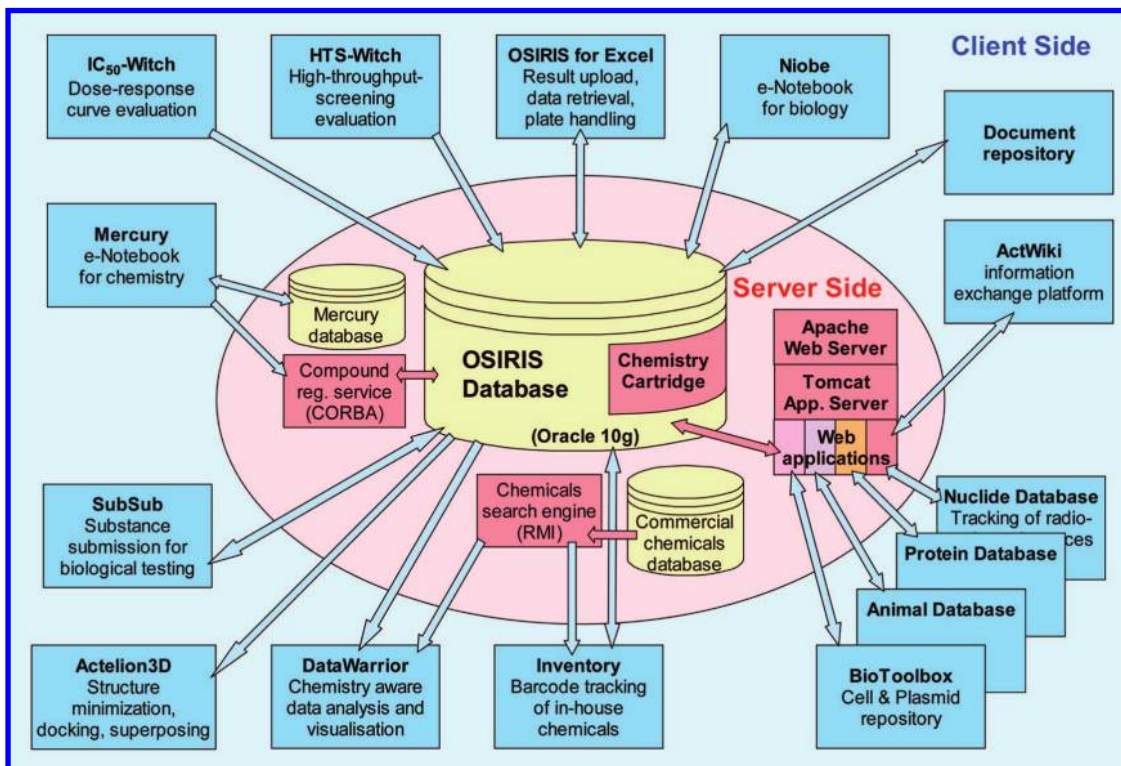 Client Side
IC50-Witch
Dose-response
curve evaluation
HTS-Witch
High-throughput-
screening
evaluation
OSIRIS for Excel
Result upload,
data retrieval,
plate handling
Niobe
e-Notebook
for biology
Document
repository
Mercury
e-Notebook
for chemistry
ActWiki
information
exchange platform
Server Side
Mercury
database
Compound
reg. service
(CORBA)
OSIRIS
Database
Chemistry
Cartridge
(Oracle 10g)
Apache
Web Server
Tomcat
App. Server
Web
applications
Chemicals
search engine
(RMI)
Commercial
chemicals
database
SubSub
Substance
submission for
biological testing
Nuclide Database
Tracking of radio-
ces
Protein Database
Animal Database
BioToolbox
Cell & Plasmid
repository
Actelion3D
Structure
minimization,
docking, superposing
DataWarrior
Chemistry aware
data analysis and
visualisation
Inventory
Barcode tracking
of in-house
chemicals